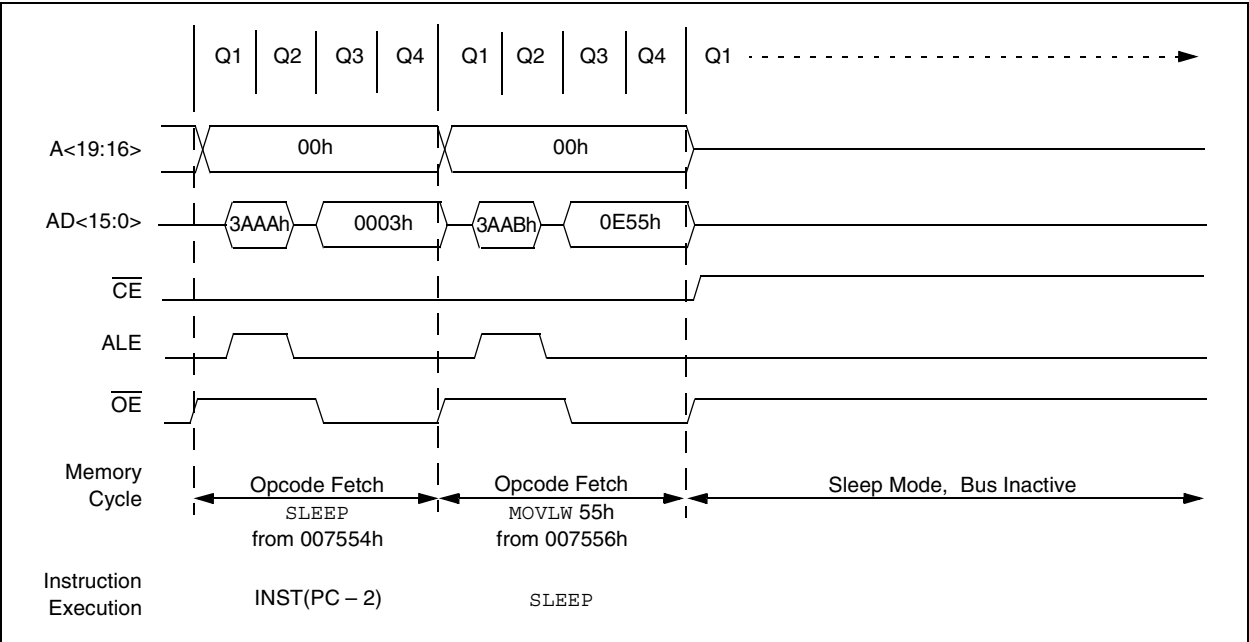 Q1 Q2 Q3 Q4 Q1 Q2 Q3 Q4 Q1
A<19:16> 00h 00h
AD<15:0> 3AAAh 0003h 3AABh 0E55h
CE
ALE
OE
Memory
Cycle
Opcode Fetch
SLEEP
from 007554h
Opcode Fetch
MOVLW 55h
from 007556h
Sleep Mode, Bus Inactive
Instruction
Execution
INST(PC – 2) SLEEP